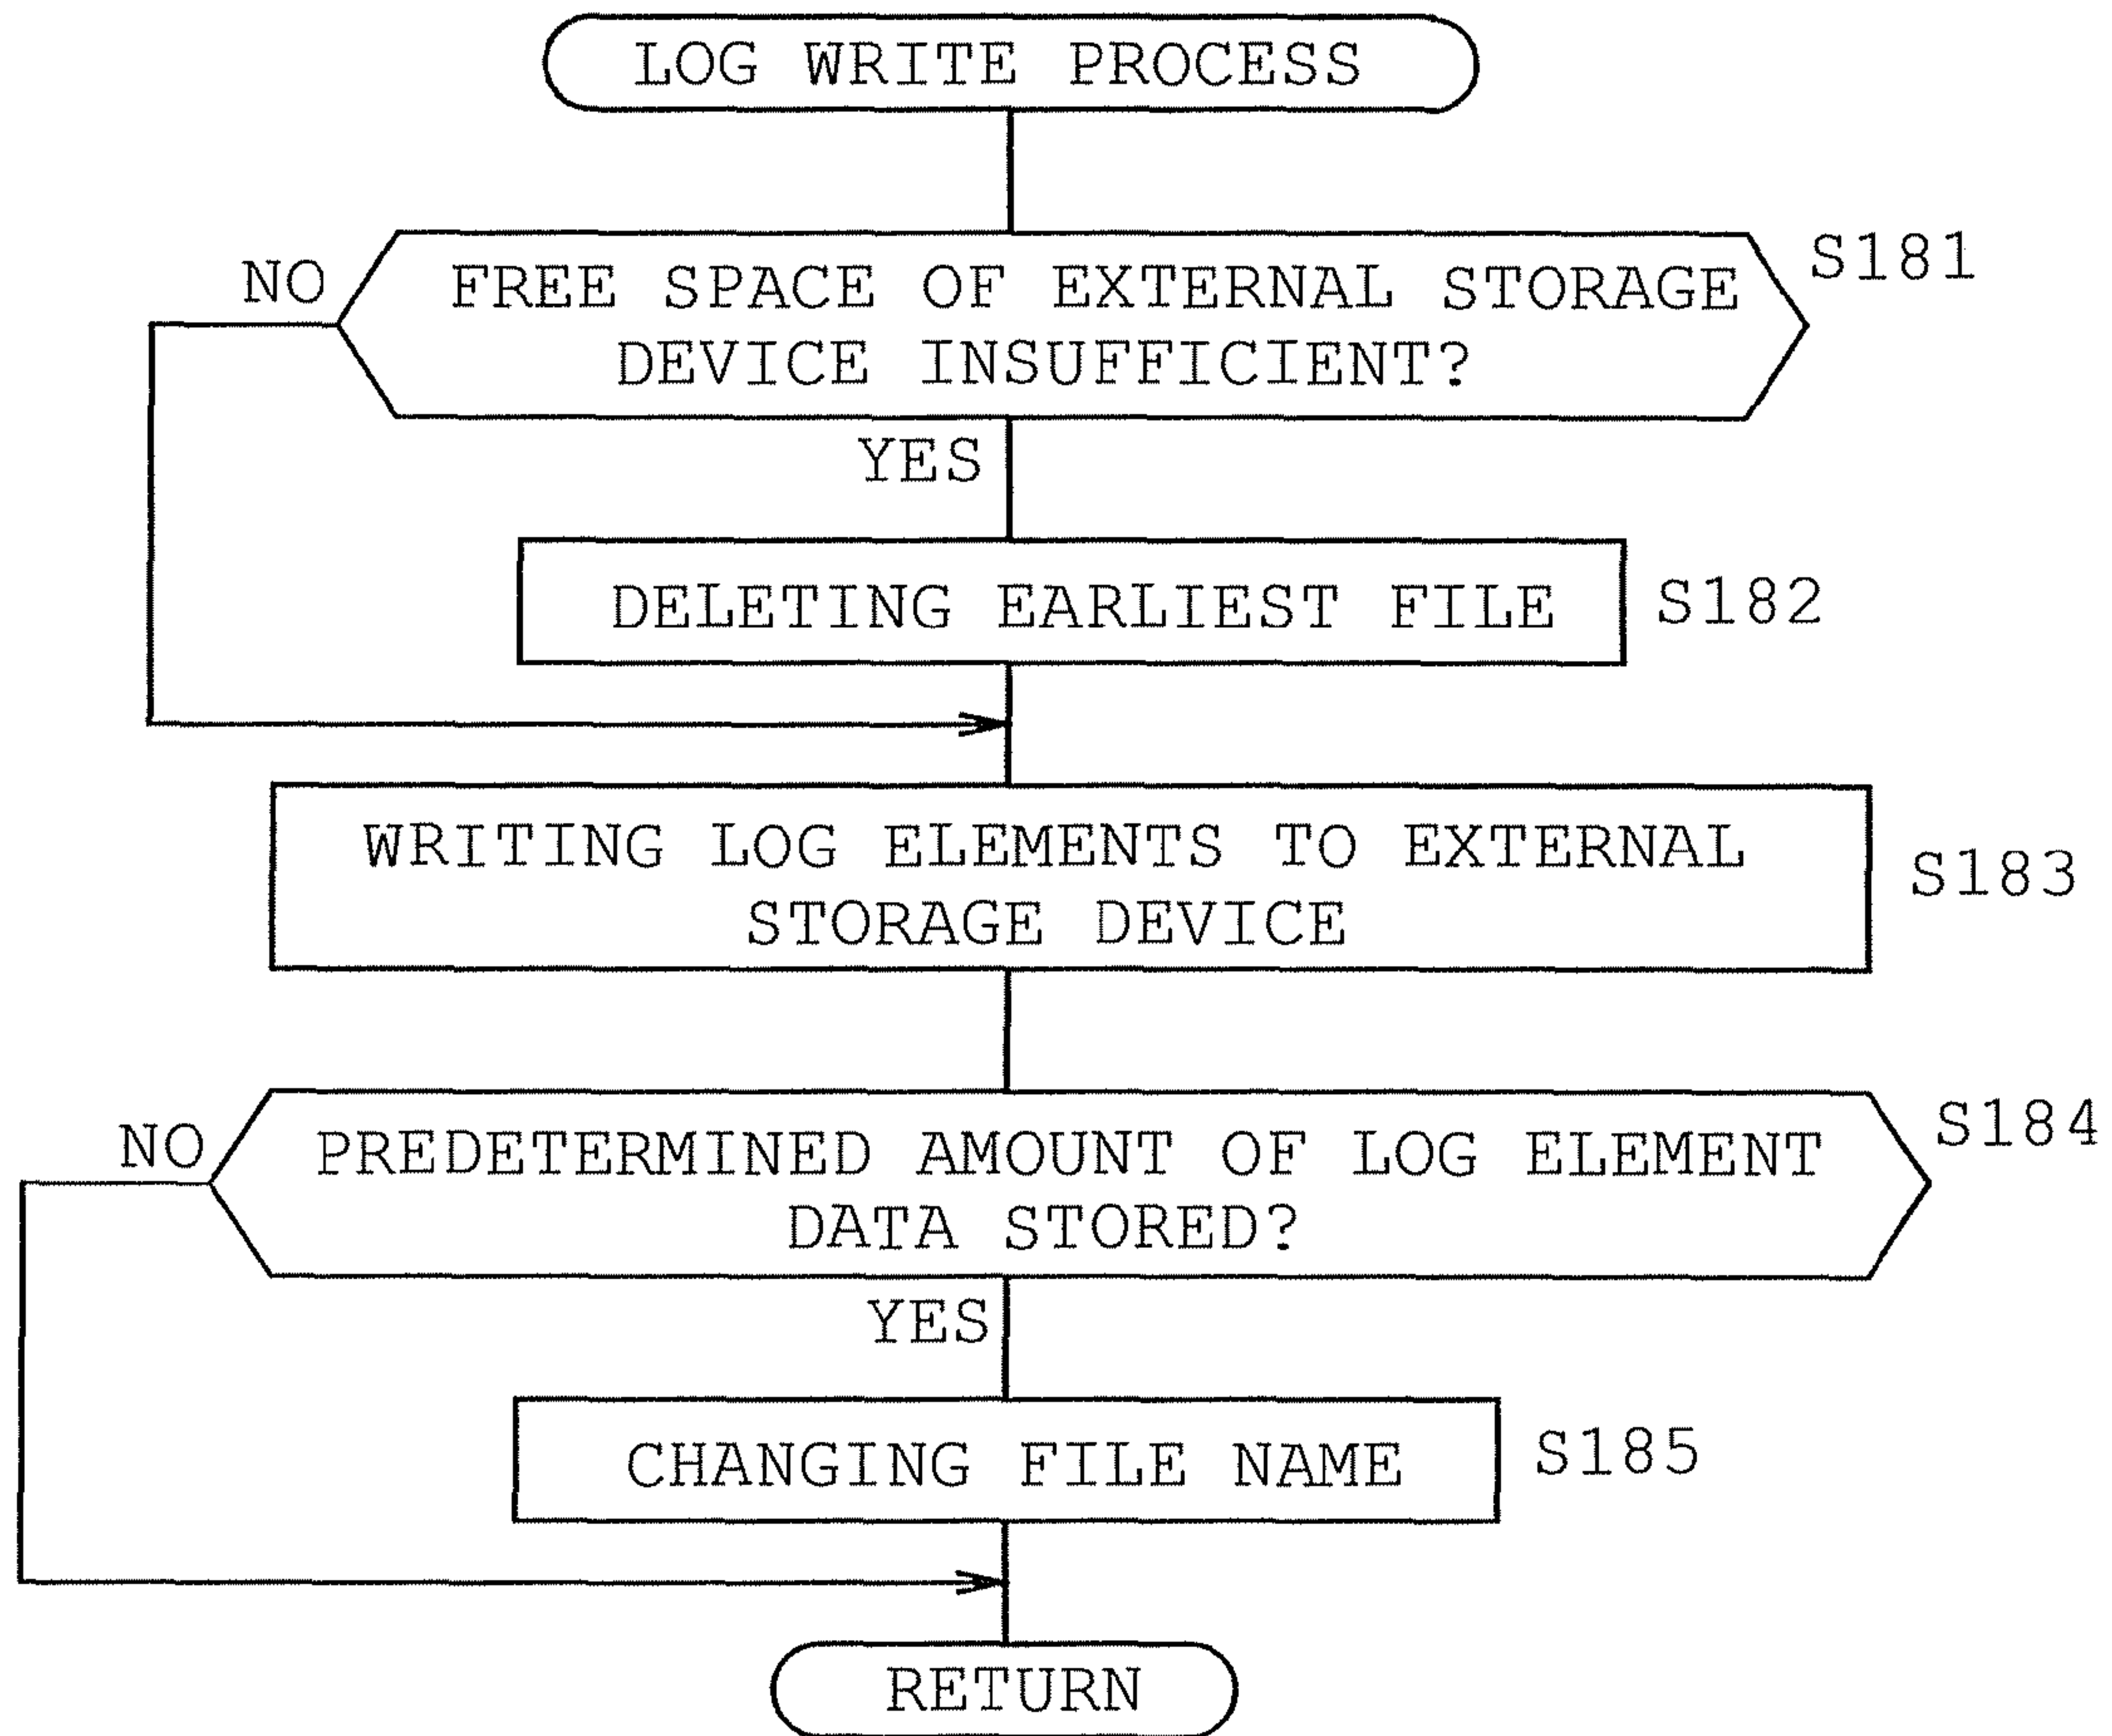 LOG WRITE PROCESS
NO
FREE SPACE OF EXTERNAL STORAGE
DEVICE INSUFFICIENT?
S181
YES
DELETING EARLIEST FILE
S182
WRITING LOG ELEMENTS TO EXTERNAL
STORAGE DEVICE
S183
NO
PREDETERMINED AMOUNT OF LOG ELEMENT
DATA STORED?
S184
YES
CHANGING FILE NAME
S185
RETURN